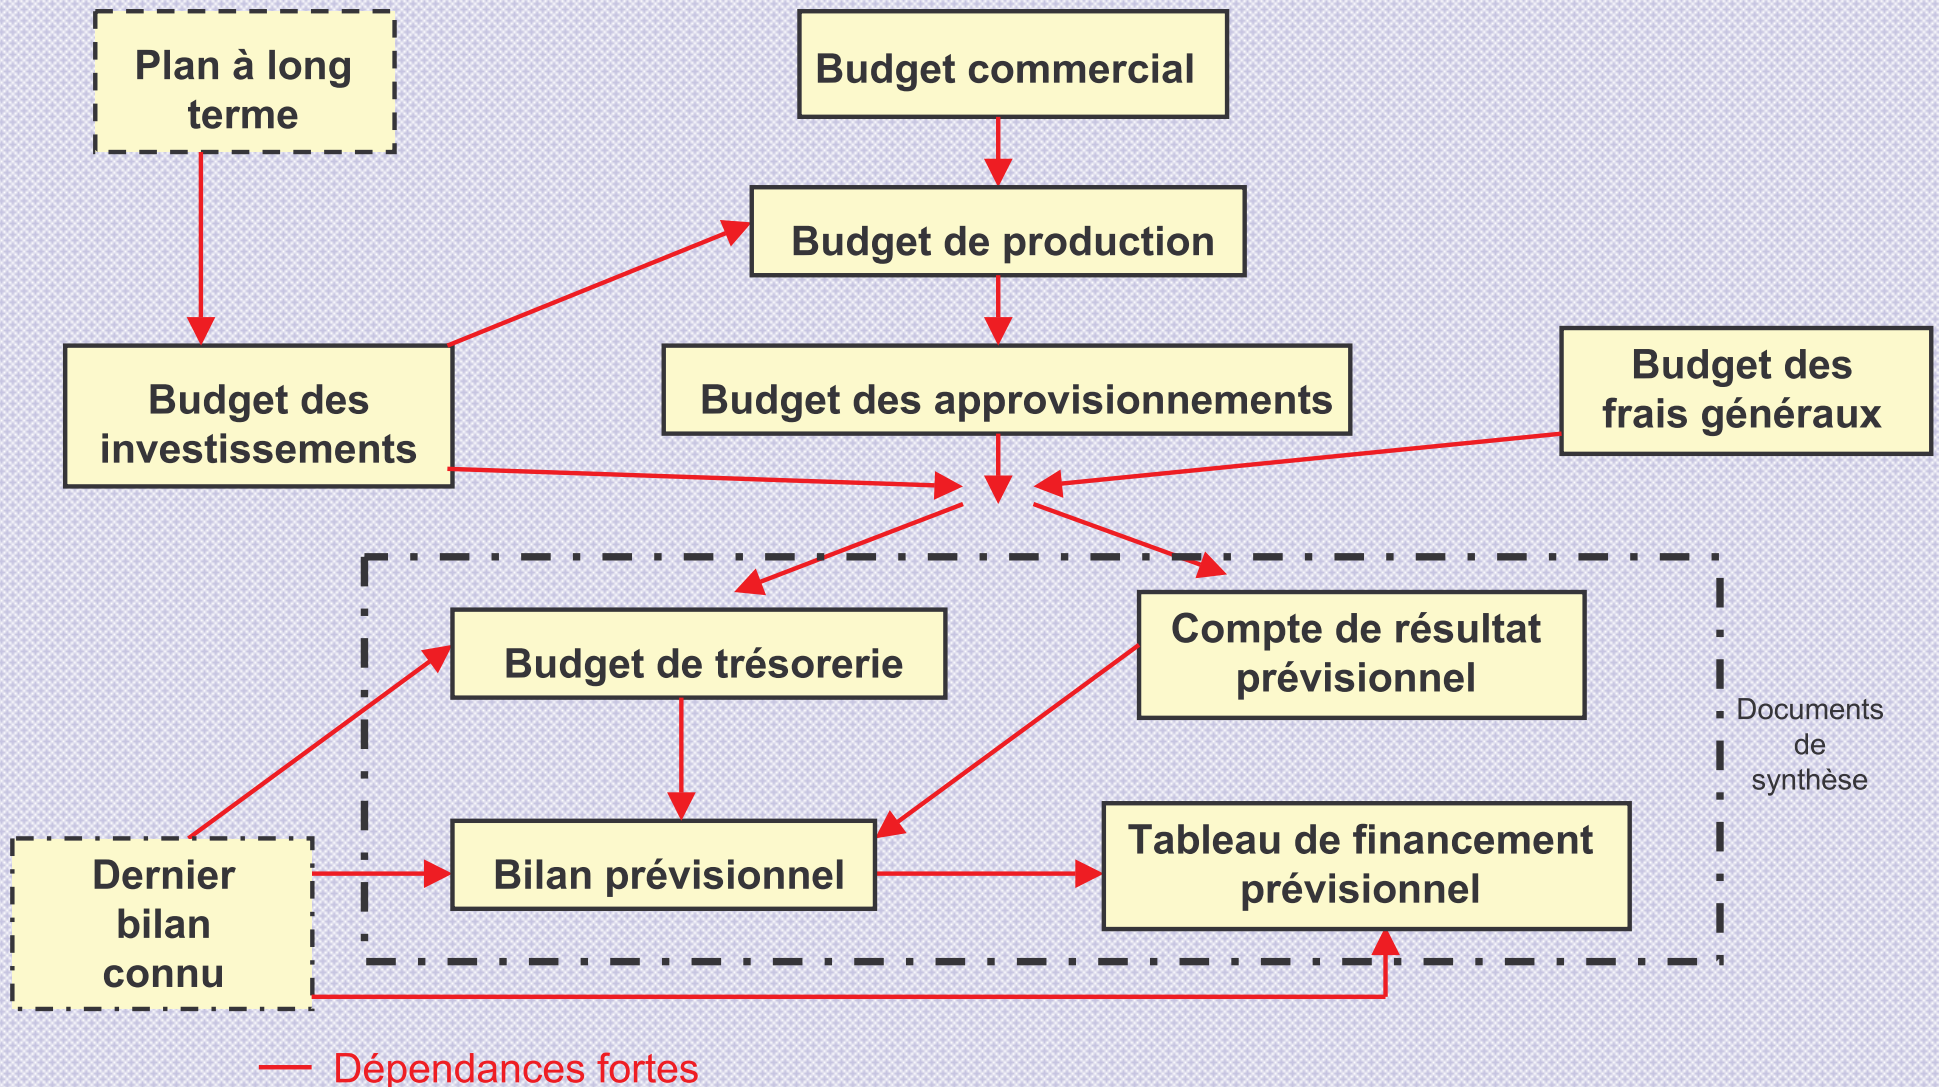 Plan à long
terme
Budget commercial
Budget de production
Budget des
investissements
Budget des approvisionnements
Budget des
frais généraux
Budget de trésorerie
Compte de résultat
prévisionnel
Documents
de
synthèse
Dernier
bilan
connu
Bilan prévisionnel
Tableau de financement
prévisionnel
Dépendances fortes